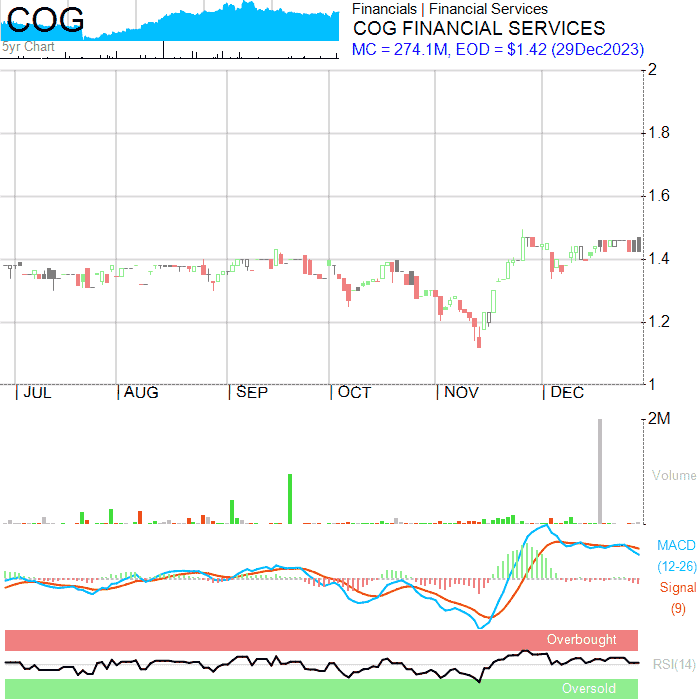 COG
5yr Chart
Financials | Financial Services
COG FINANCIAL SERVICES
MC = 274.1M, EOD = $1.42 (29Dec2023)
2
1.8
1.6
1.4
1.2
1
JUL AUG SEP OCT NOV DEC
2M
Volume
MACD
(12-26)
Signal
(9)
Overbought
RSI(14)
Oversold